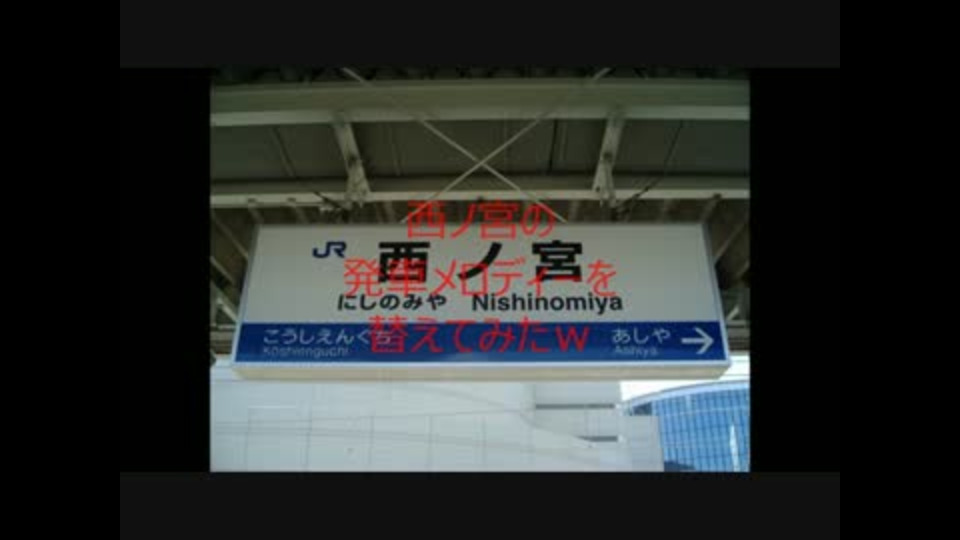 西ノ宮の
JR 西ノ宮
発車メロディーを
にしのみや Nishinomiya
替えてみたｗ
こうしえんぐち あしや
Kōshienguchi Ashiya